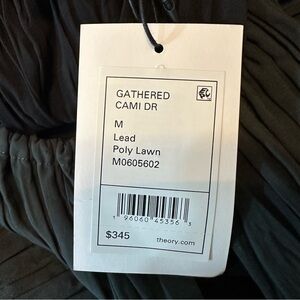 GATHERED
CAMI DR
M
Lead
Poly Lawn
M0605602
1 96060 45356 3
$345
theory.com